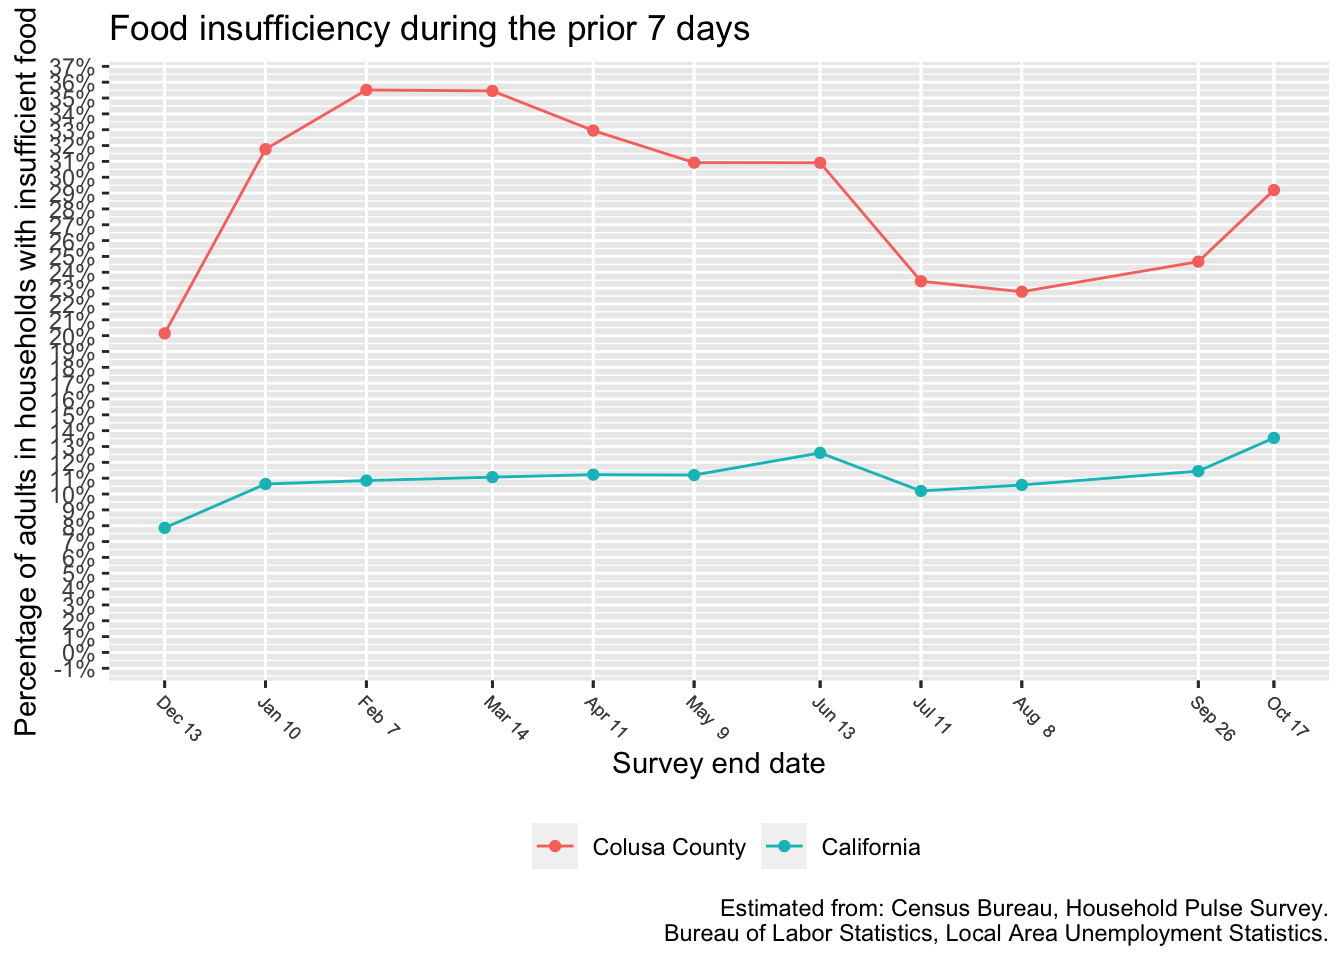 Food insufficiency during the prior 7 days
Percentage of adults in households with insufficient food
37%
36%
35%
34%
33%
32%
31%
30%
29%
28%
27%
26%
25%
24%
23%
22%
21%
20%
19%
18%
17%
16%
15%
14%
13%
12%
11%
10%
9%
8%
7%
6%
5%
4%
3%
2%
1%
0%
-1%
Dec 13
Jan 10
Feb 7
Mar 14
Apr 11
May 9
Jun 13
Jul 11
Aug 8
Sep 26
Oct 17
Survey end date
Colusa County
California
Estimated from: Census Bureau, Household Pulse Survey.
Bureau of Labor Statistics, Local Area Unemployment Statistics.